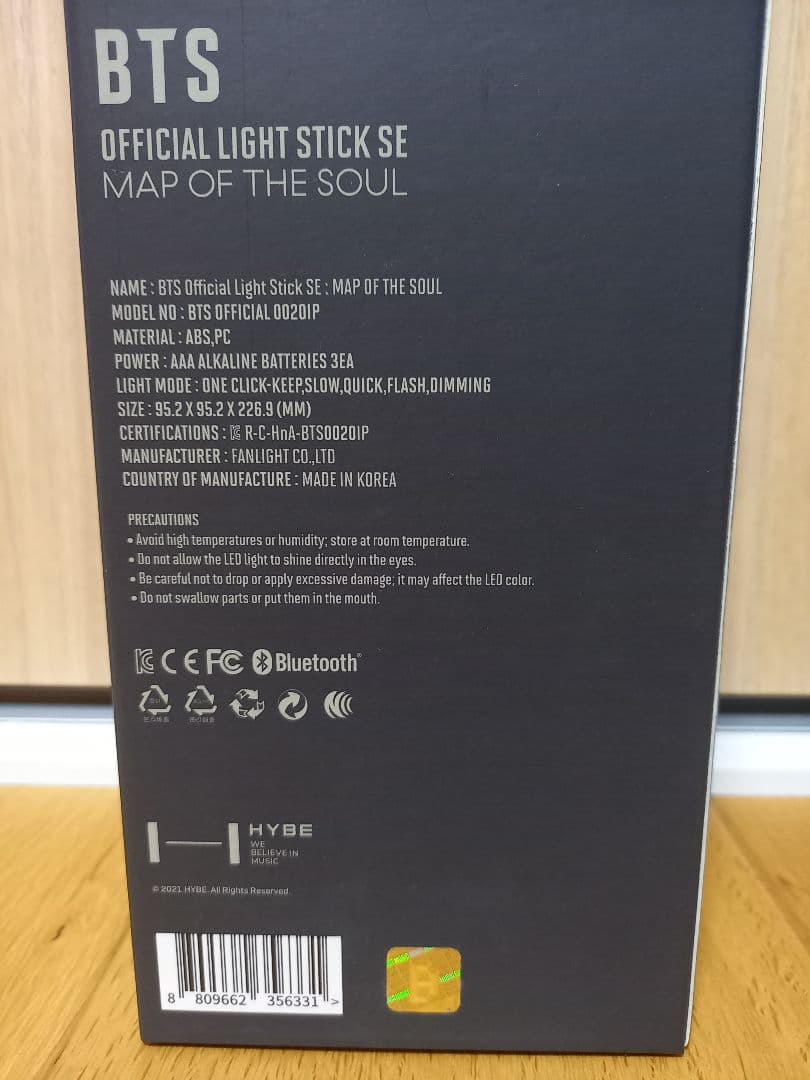 BTS
OFFICIAL LIGHT STICK SE
MAP OF THE SOUL
NAME : BTS Official Light Stick SE : MAP OF THE SOUL
MODEL NO : BTS OFFICIAL 0020IP
MATERIAL : ABS,PC
POWER : AAA ALKALINE BATTERIES 3EA
LIGHT MODE : ONE CLICK-KEEP,SLOW,QUICK,FLASH,DIMMING
SIZE : 95.2 X 95.2 X 226.9 (MM)
CERTIFICATIONS : R-C-HnA-BTS0020IP
MANUFACTURER : FANLIGHT CO.,LTD
COUNTRY OF MANUFACTURE : MADE IN KOREA
PRECAUTIONS
• Avoid high temperatures or humidity; store at room temperature.
• Do not allow the LED light to shine directly in the eyes.
• Be careful not to drop or apply excessive damage; it may affect the LED color.
• Do not swallow parts or put them in the mouth.
CE FC Bluetooth®
HYBE
WE
BELIEVE IN
MUSIC
© 2021 HYBE. All Rights Reserved.
8 809662 356331 >
B